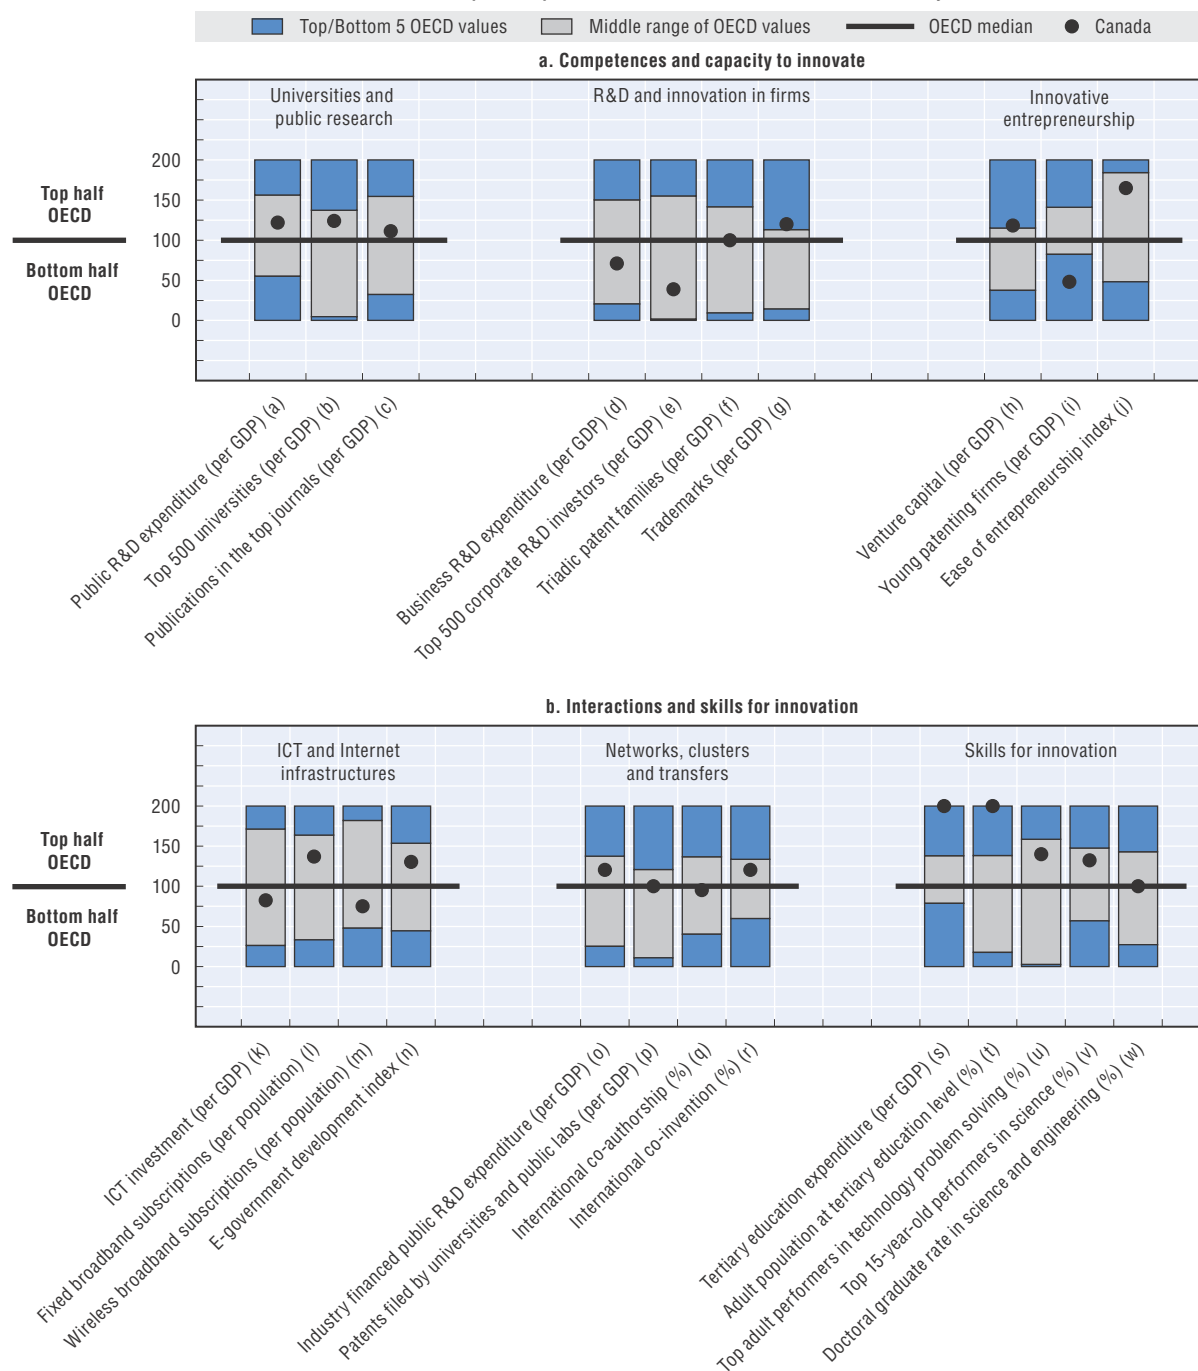 Top/Bottom 5 OECD values Middle range of OECD values OECD median Canada
a. Competences and capacity to innovate
Universities and
public research
R&D and innovation in firms
Innovative
entrepreneurship
200
150
100
50
0
Top half
OECD
Bottom half
OECD
Public R&D expenditure (per GDP) (a)
Top 500 universities (per GDP) (b)
Publications in the top journals (per GDP) (c)
Business R&D expenditure (per GDP) (d)
Top 500 corporate R&D investors (per GDP) (e)
Triadic patent families (per GDP) (f)
Trademarks (per GDP) (g)
Venture capital (per GDP) (h)
Young patenting firms (per GDP) (i)
Ease of entrepreneurship index (j)
b. Interactions and skills for innovation
ICT and Internet
infrastructures
Networks, clusters
and transfers
Skills for innovation
200
150
100
50
0
Top half
OECD
Bottom half
OECD
ICT investment (per GDP) (k)
Fixed broadband subscriptions (per population) (l)
Wireless broadband subscriptions (per population) (m)
E-government development index (n)
Industry financed public R&D expenditure (per GDP) (o)
Patents filed by universities and public labs (per GDP) (p)
International co-authorship (%) (q)
International co-invention (%) (r)
Tertiary education expenditure (per GDP) (s)
Adult population at tertiary education level (%) (t)
Top adult performers in technology problem solving (%) (u)
Top 15-year-old performers in science (%) (v)
Doctoral graduate rate in science and engineering (%) (w)